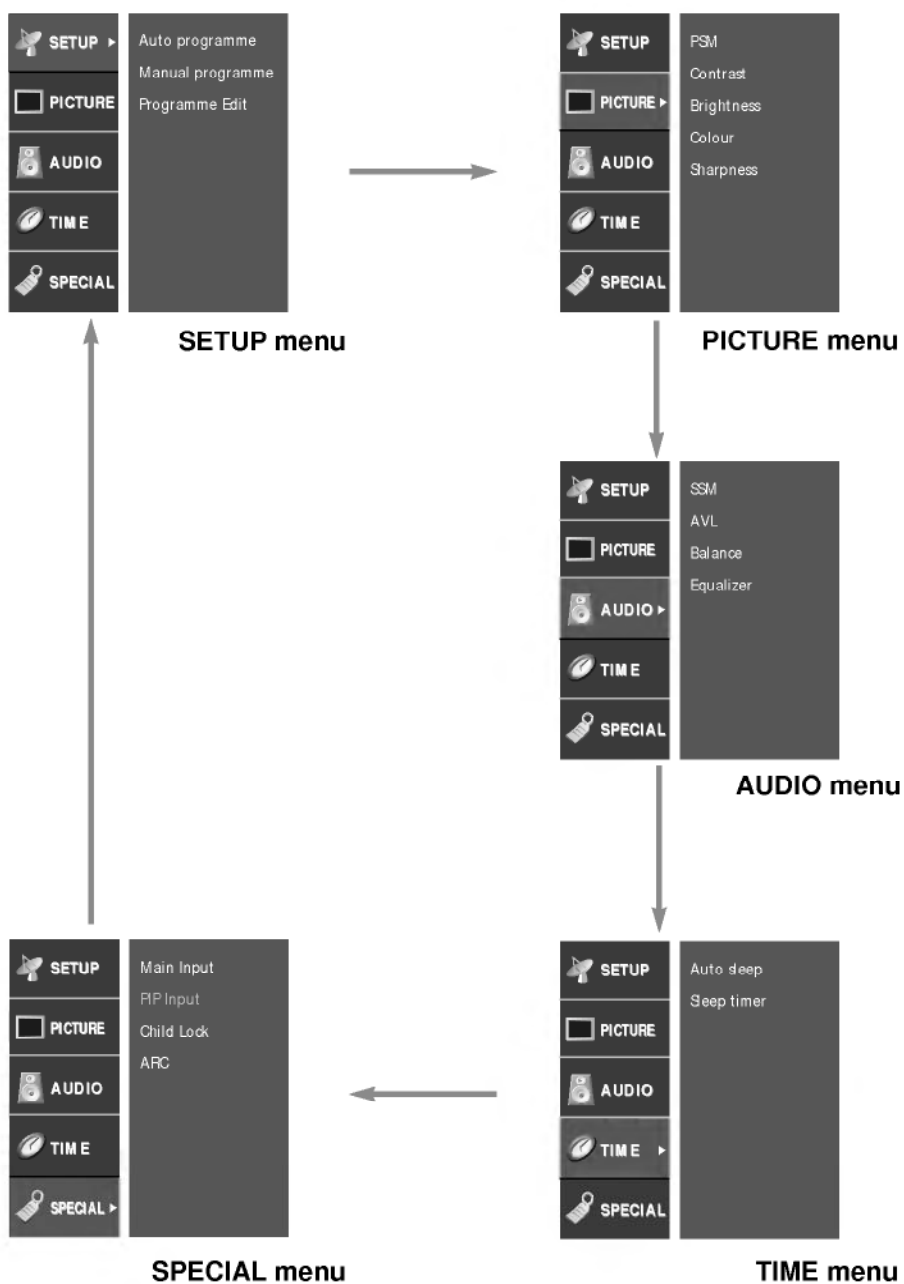 SETUP
PICTURE
AUDIO
TIME
SPECIAL
Auto programme
Manual programme
Programme Edit
SETUP menu
SETUP
PICTURE
AUDIO
TIME
SPECIAL
PSM
Contrast
Brightness
Colour
Sharpness
PICTURE menu
SETUP
PICTURE
AUDIO
TIME
SPECIAL
SSM
AVL
Balance
Equalizer
AUDIO menu
SETUP
PICTURE
AUDIO
TIME
SPECIAL
Auto sleep
Sleep timer
TIME menu
SETUP
PICTURE
AUDIO
TIME
SPECIAL
Main Input
PIP Input
Child Lock
ARC
SPECIAL menu